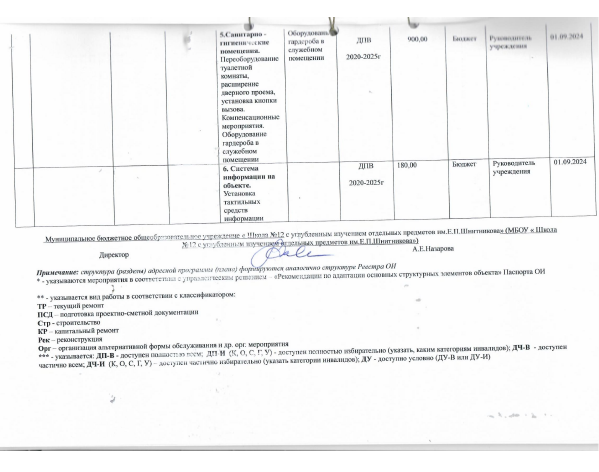 5.Санитарно -
гигиенические
помещения.
Переоборудование
туалетной
комнаты,
расширение
дверного проема,
установка кнопки
вызова.
Компенсационные
мероприятия.
Оборудование
гардероба в
служебном
помещении
Оборудование
гардероба в
служебном
помещении
ДПВ
2020-2025г
900,00
Бюджет
Руководитель
учреждения
01.09.2024
6. Система
информации на
объекте.
Установка
тактильных
средств
информации
ДПВ
2020-2025г
180,00
Бюджет
Руководитель
учреждения
01.09.2024
Муниципальное бюджетное общеобразовательное учреждение « Школа №12 с углубленным изучением отдельных предметов им.Е.П.Шнитникова» (МБОУ « Школа
№12 с углубленным изучением отдельных предметов им.Е.П.Шнитникова»)
Директор
А.Е.Назарова
Примечание: структура (разделы) адресной программы (плана) формируются аналогично структуре Реестра ОИ
* - указываются мероприятия в соответствии с управленческим решением – «Рекомендации по адаптации основных структурных элементов объекта» Паспорта ОИ
** - указывается вид работы в соответствии с классификатором:
ТР – текущий ремонт
ПСД – подготовка проектно-сметной документации
Стр - строительство
КР – капитальный ремонт
Рек – реконструкция
Орг – организация альтернативной формы обслуживания и др. орг мероприятия
*** - указывается: ДП-В - доступен полностью всем; ДП-И (К, О, С, Г, У) - доступен полностью избирательно (указать, каким категориям инвалидов); ДЧ-В - доступен
частично всем; ДЧ-И (К, О, С, Г, У) – доступен частично избирательно (указать категории инвалидов); ДУ - доступно условно (ДУ-В или ДУ-И)